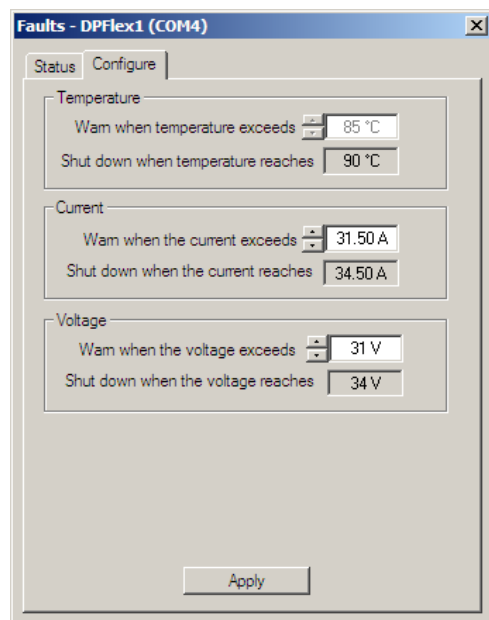 Faults - DPFlex1 (COM4)
Status Configure
Temperature
Warn when temperature exceeds 85 °C
Shut down when temperature reaches 90 °C
Current
Warn when the current exceeds 31.50 A
Shut down when the current reaches 34.50 A
Voltage
Warn when the voltage exceeds 31 V
Shut down when the voltage reaches 34 V
Apply